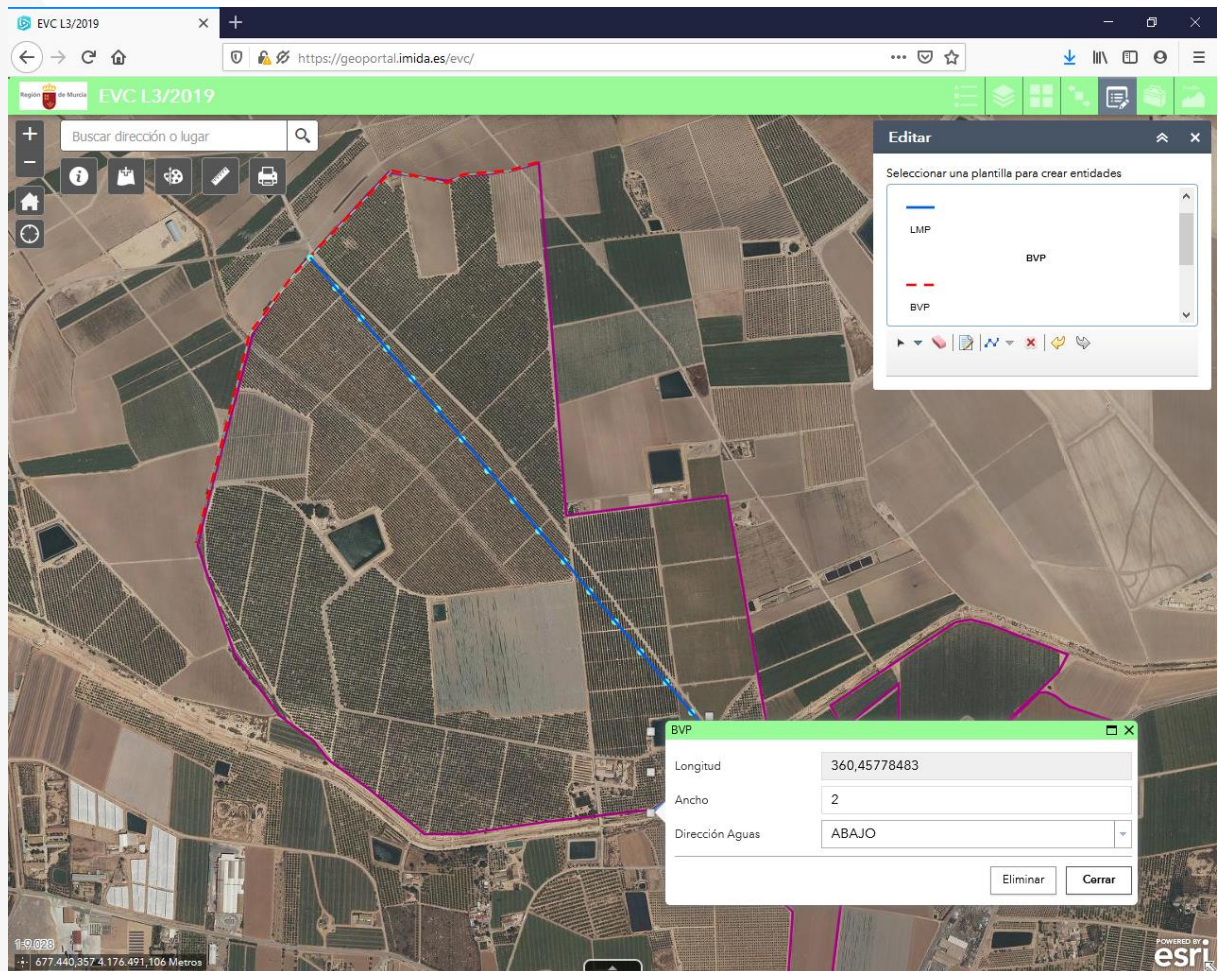 EVC L3/2019
https://geoportal.imida.es/evc/
Región de Murcia
EVC L3/2019
Buscar dirección o lugar
Editar
Seleccionar una plantilla para crear entidades
LMP
BVP
BVP
BVP
Longitud 360,45778483
Ancho 2
Dirección Aguas ABAJO
Eliminar Cerrar
1:9.028
677.440,357 4.176.491,106 Metros
POWERED BY
esri